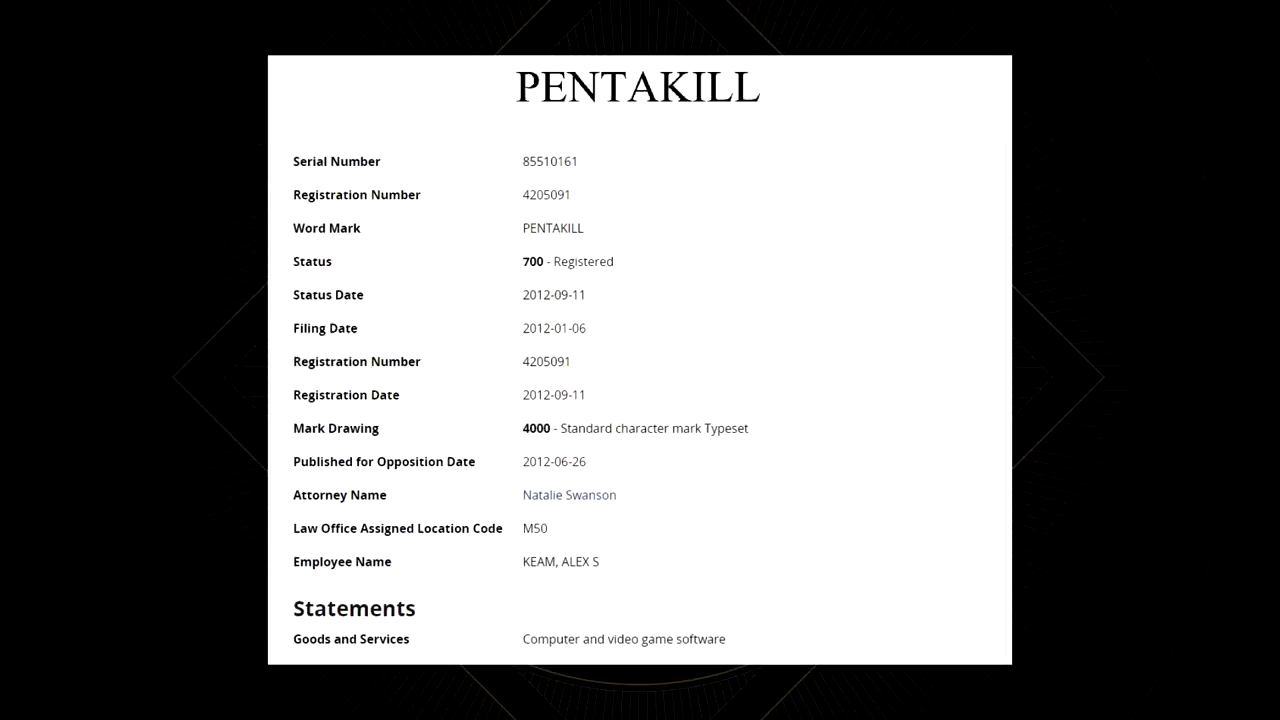 PENTAKILL
Serial Number 85510161
Registration Number 4205091
Word Mark PENTAKILL
Status 700 - Registered
Status Date 2012-09-11
Filing Date 2012-01-06
Registration Number 4205091
Registration Date 2012-09-11
Mark Drawing 4000 - Standard character mark Typeset
Published for Opposition Date 2012-06-26
Attorney Name Natalie Swanson
Law Office Assigned Location Code M50
Employee Name KEAM, ALEX S
Statements
Goods and Services Computer and video game software